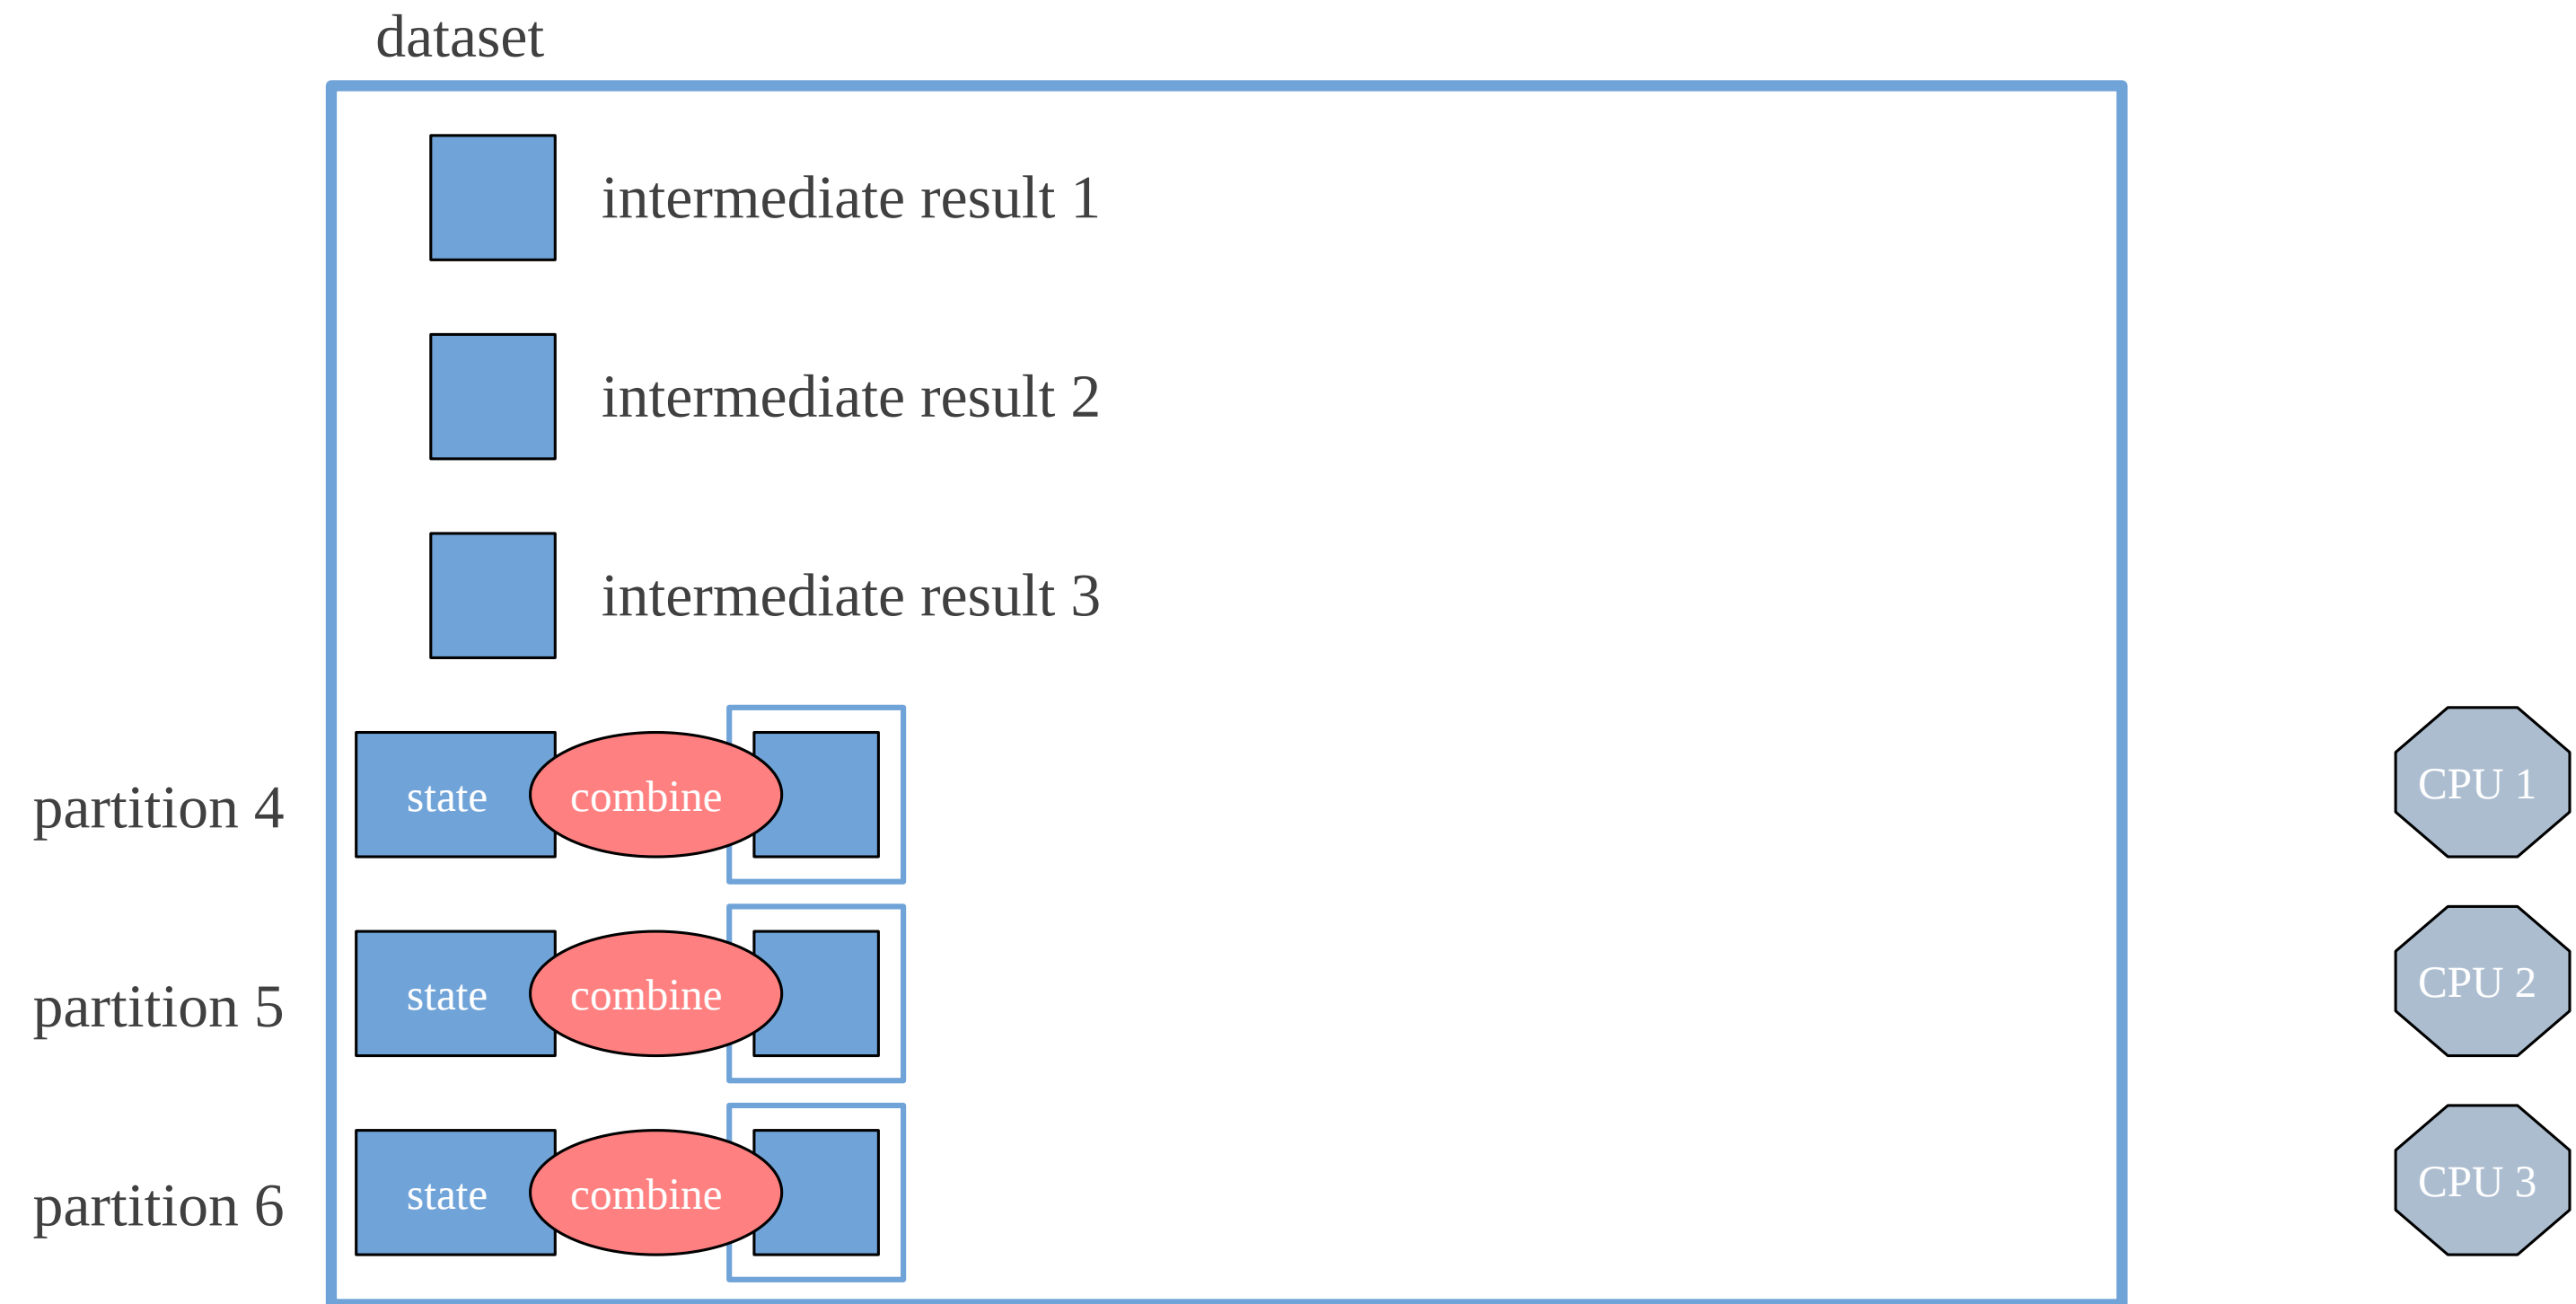 dataset
intermediate result 1
intermediate result 2
intermediate result 3
partition 4 state combine CPU 1
partition 5 state combine CPU 2
partition 6 state combine CPU 3